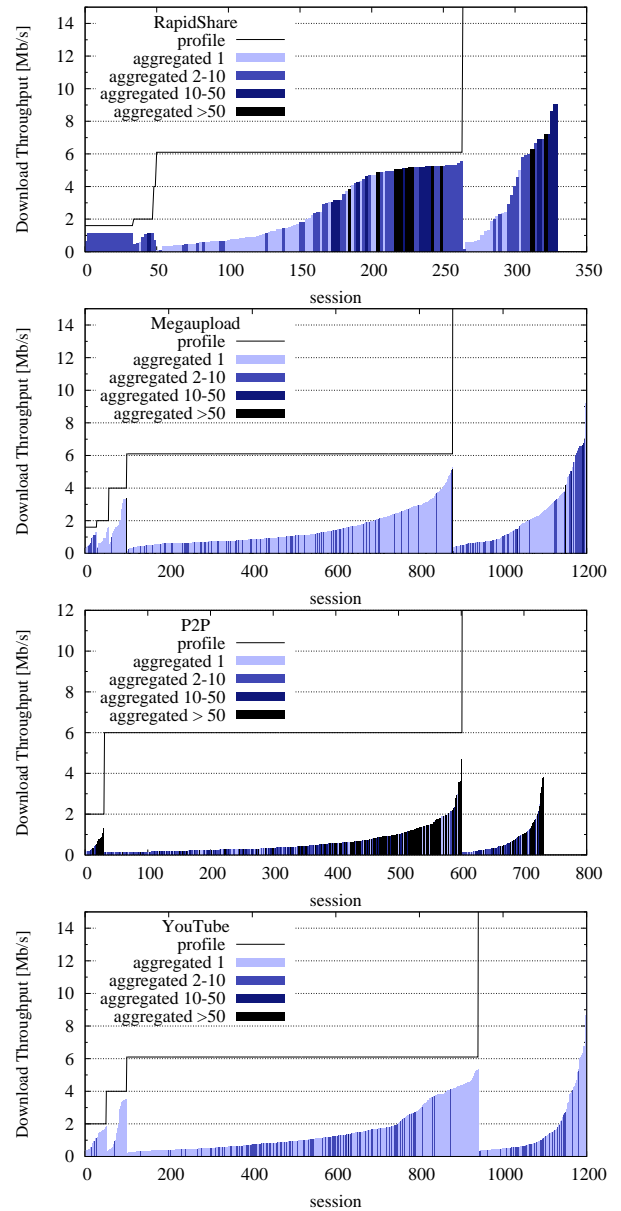 RapidShare
profile
aggregated 1
aggregated 2-10
aggregated 10-50
aggregated >50
Download Throughput [Mb/s]
14
12
10
8
6
4
2
0
0 50 100 150 200 250 300 350
session
Megaupload
profile
aggregated 1
aggregated 2-10
aggregated 10-50
aggregated >50
Download Throughput [Mb/s]
14
12
10
8
6
4
2
0
0 200 400 600 800 1000 1200
session
P2P
profile
aggregated 1
aggregated 2-10
aggregated 10-50
aggregated > 50
Download Throughput [Mb/s]
12
10
8
6
4
2
0
0 100 200 300 400 500 600 700 800
session
YouTube
profile
aggregated 1
aggregated 2-10
aggregated 10-50
aggregated >50
Download Throughput [Mb/s]
14
12
10
8
6
4
2
0
0 200 400 600 800 1000 1200
session